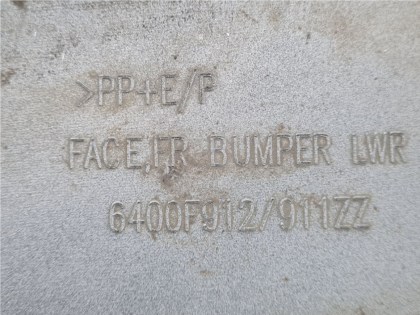 >PP+E/P
FACE,FR BUMPER LWR
6400F912/911ZZ